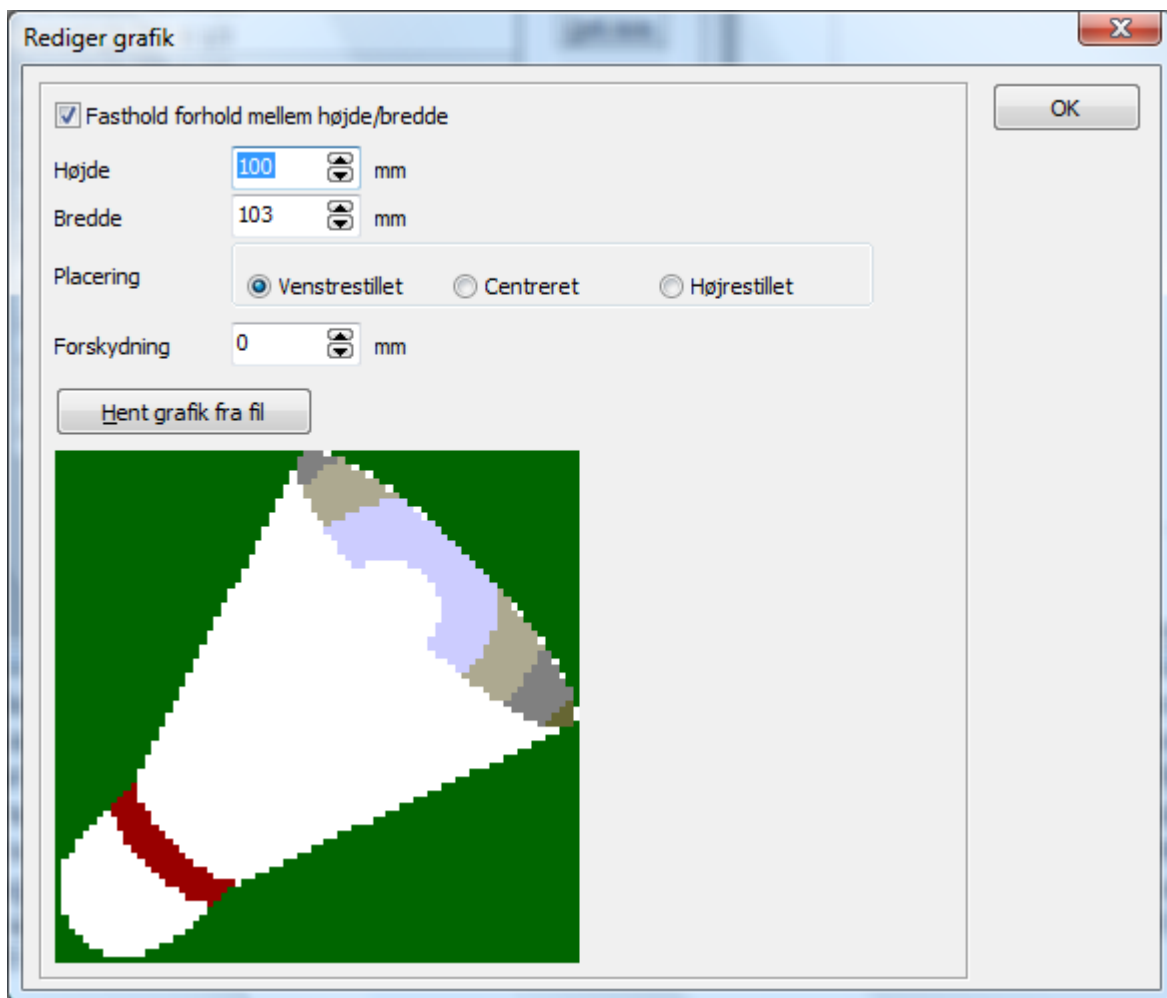 Rediger grafik
Fasthold forhold mellem højde/bredde
OK
Højde 100 mm
Bredde 103 mm
Placering Venstrestillet Centreret Højrestillet
Forskydning 0 mm
Hent grafik fra fil